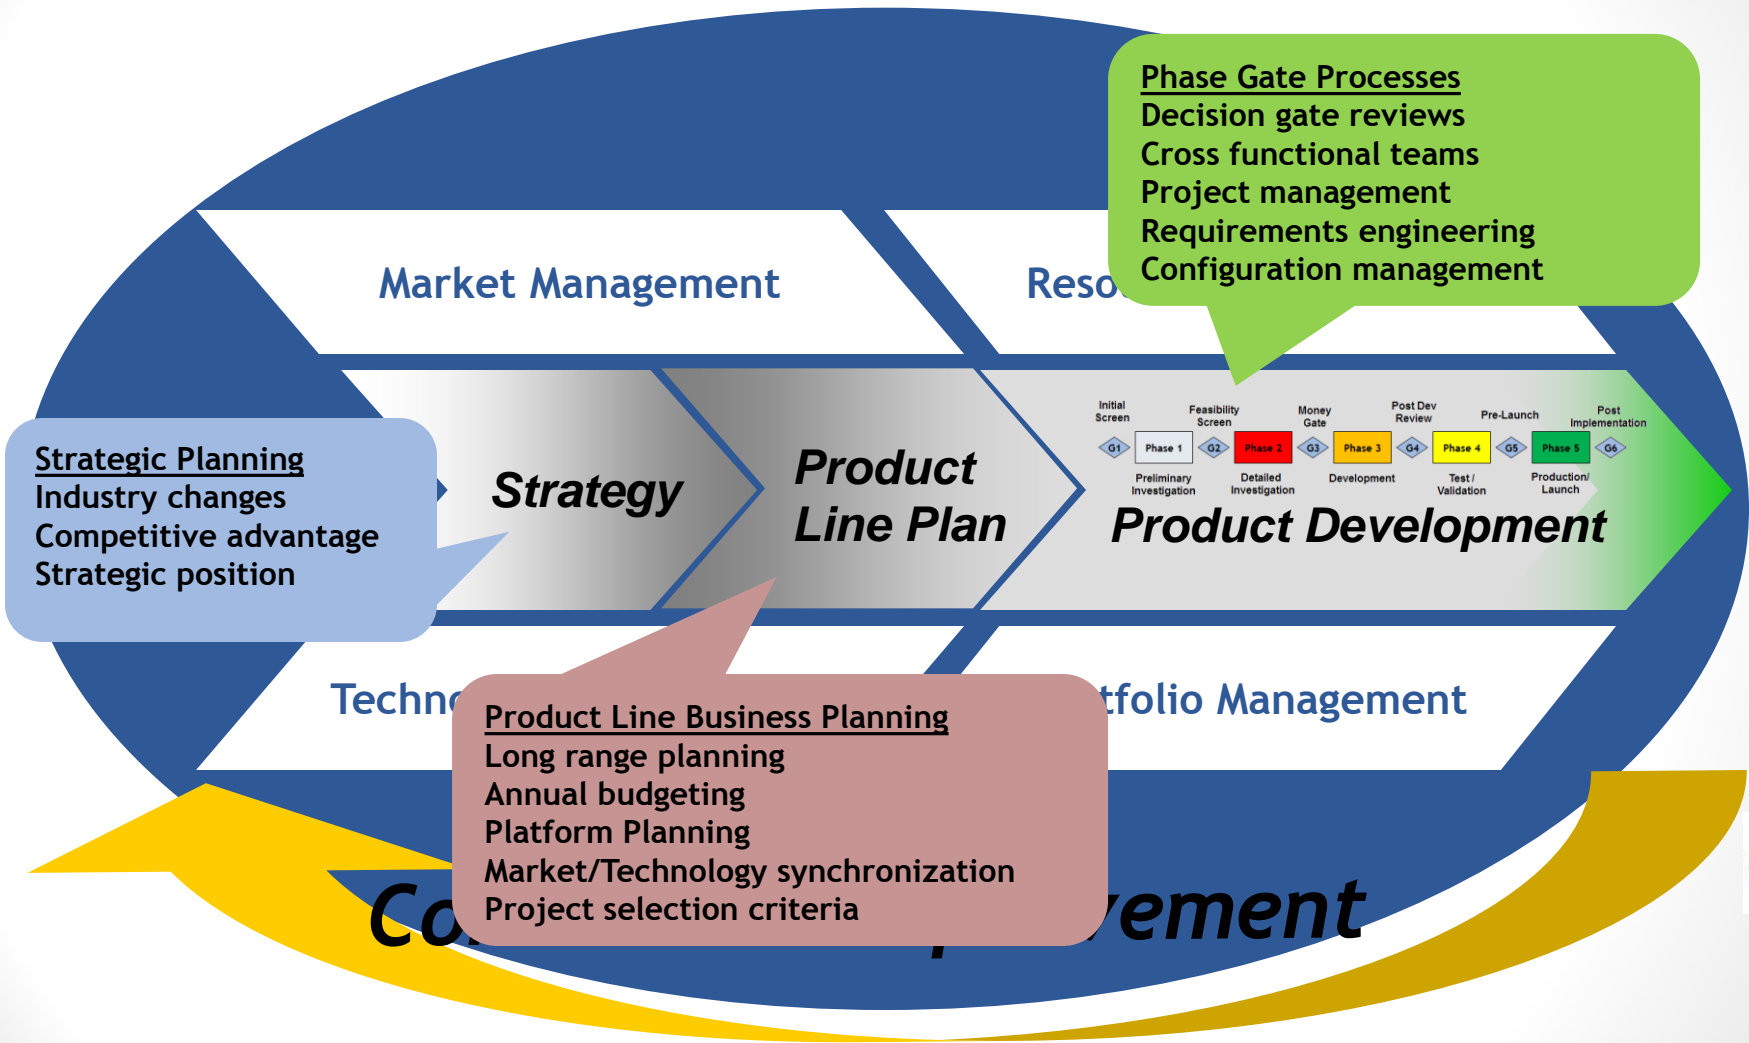 Phase Gate Processes
Decision gate reviews
Cross functional teams
Project management
Requirements engineering
Configuration management
Market Management
Strategic Planning
Industry changes
Competitive advantage
Strategic position
Strategy
Product
Line Plan
Initial
Screen
Feasibility
Screen
Money
Gate
Post Dev
Review
Pre-Launch
Post
Implementation
G1 Phase 1 G2 Phase 2 G3 Phase 3 G4 Phase 4 G5 Phase 5 G6
Preliminary
Investigation
Detailed
Investigation
Development
Test /
Validation
Production/
Launch
Product Development
Management
Product Line Business Planning
Long range planning
Annual budgeting
Platform Planning
Market/Technology synchronization
Project selection criteria